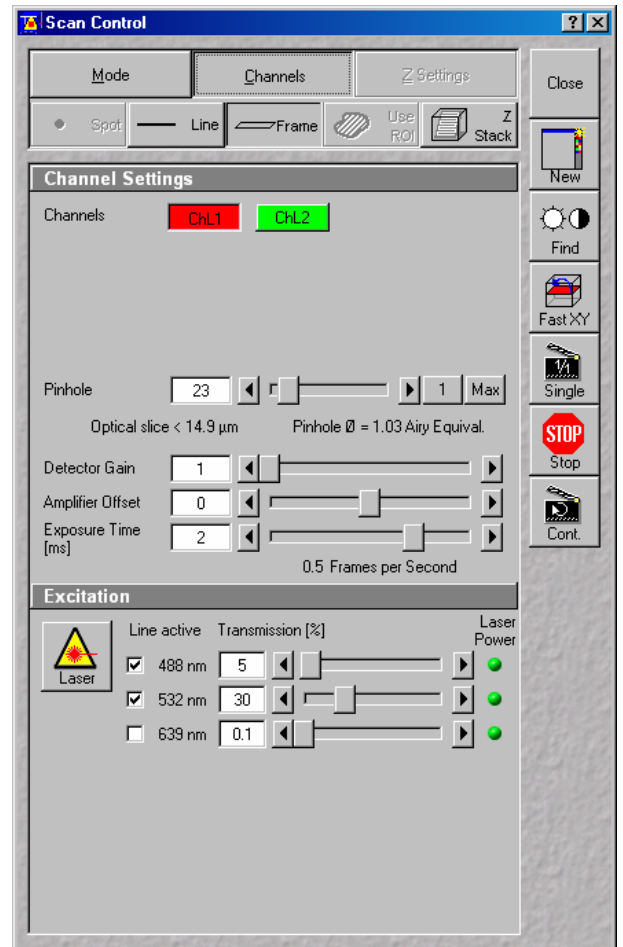 Scan Control
Mode Channels Z Settings Close
Spot Line Frame Use ROI Z Stack
New
Channel Settings
Channels ChL1 ChL2
Find
Fast XY
1/1
Pinhole 23 1 Max Single
Optical slice < 14.9 µm Pinhole Ø = 1.03 Airy Equival.
STOP
Detector Gain 1 Stop
Amplifier Offset 0
Exposure Time [ms] 2 Cont.
0.5 Frames per Second
Excitation
Line active Transmission [%] Laser Power
Laser
488 nm 5
532 nm 30
639 nm 0.1